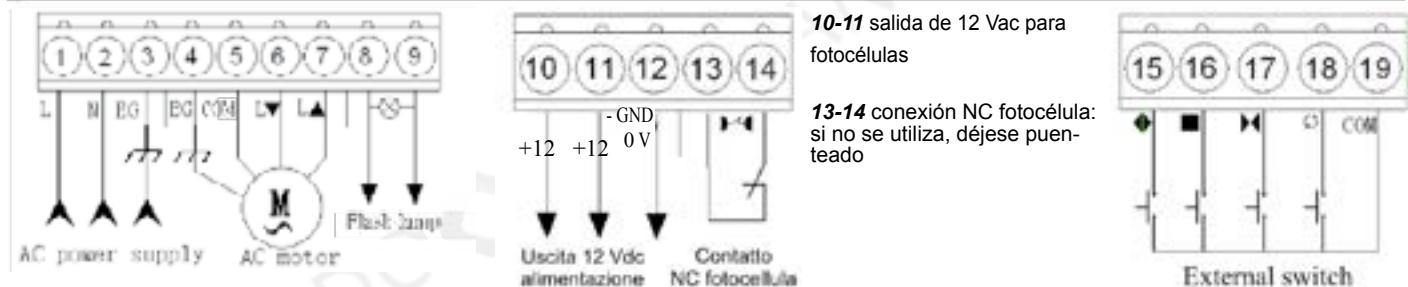 1 2 3 4 5 6 7 8 9
L N EG EG COM L▼ L▲
M
Flash lamp
AC power supply AC motor
10 11 12 13 14
- GND
+12 +12 0 V
Uscita 12 Vdc
alimentazione
Contatto
NC fotocellula
10-11 salida de 12 Vac para
fotocélulas
13-14 conexión NC fotocélula:
si no se utiliza, déjese puen-
teado
15 16 17 18 19
COM
External switch